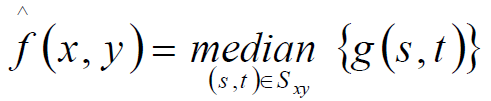 f̂(x, y) = median {g(s, t)}
(s,t)∈S_xy